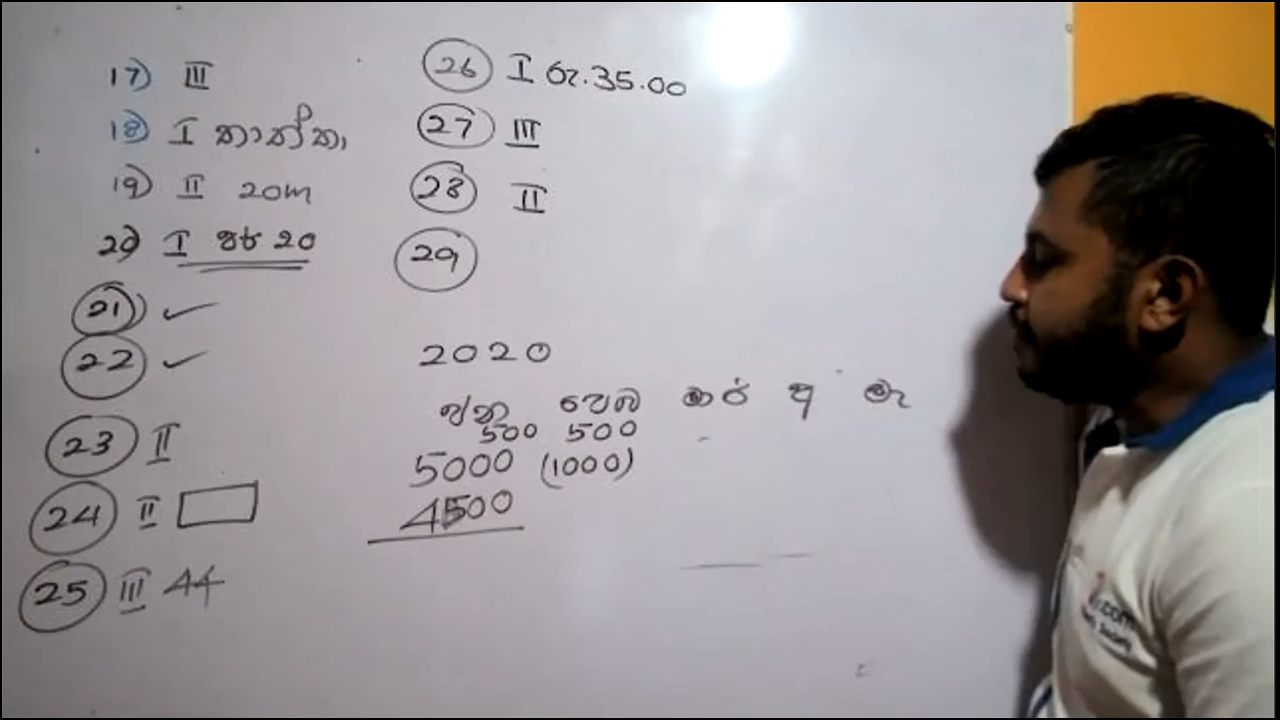 17) III
18) I තාත්තා
19) II 20m
20) I පැය 20
21) ✓
22) ✓
23 II
24 II
25 III 44
26 I රු.35.00
27 III
28 II
29
2020
ජන පෙබ මාර් අ මැ
500 500
5000 (1000)
4500
.com